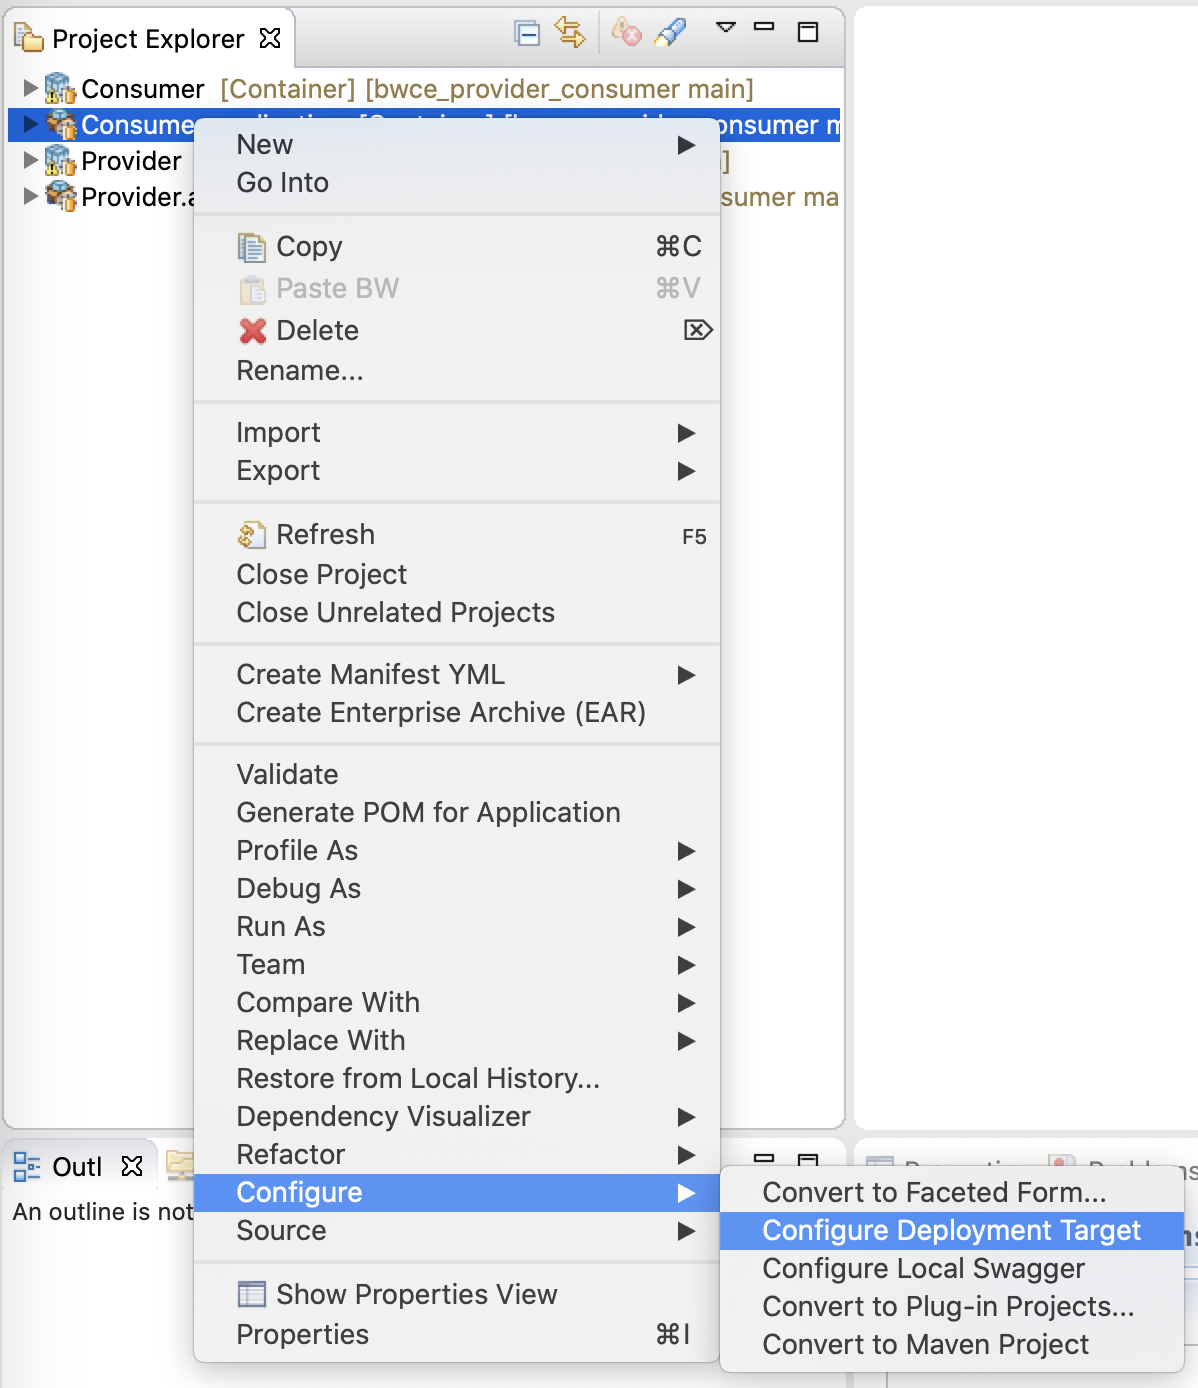 Project Explorer
Consumer [Container] [bwce_provider_consumer main]
Consume
onsumer
Provider ]
Provider.a sumer ma
New
Go Into
Copy ⌘C
Paste BW ⌘V
Delete ⌦
Rename...
Import
Export
Refresh F5
Close Project
Close Unrelated Projects
Create Manifest YML
Create Enterprise Archive (EAR)
Validate
Generate POM for Application
Profile As
Debug As
Run As
Team
Compare With
Replace With
Restore from Local History...
Dependency Visualizer
Refactor
Configure
Source
Show Properties View
Properties ⌘I
Convert to Faceted Form...
Configure Deployment Target
Configure Local Swagger
Convert to Plug-in Projects...
Convert to Maven Project
Outl
An outline is not